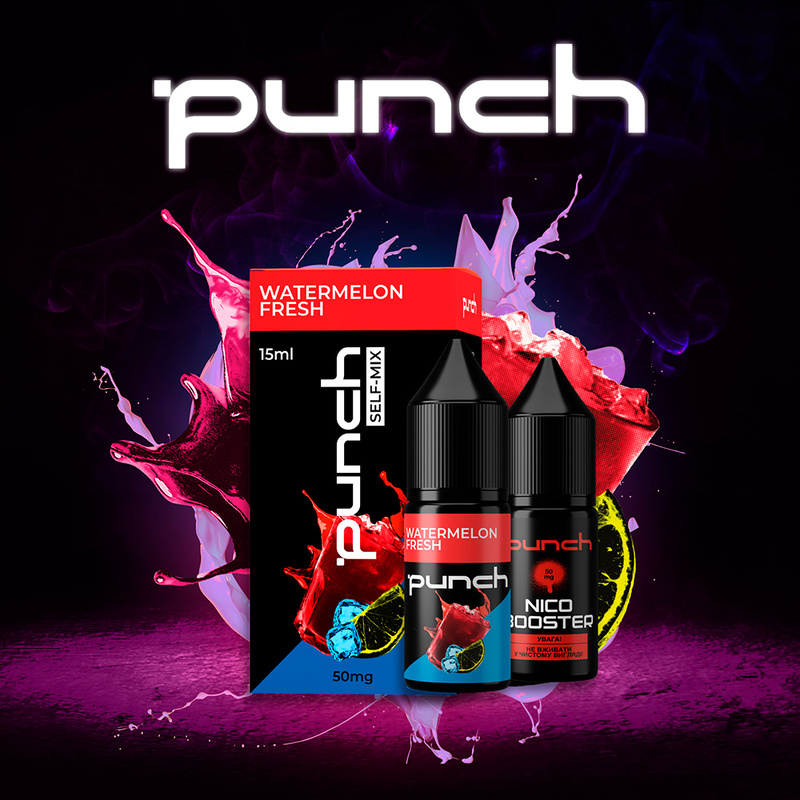 punch
WATERMELON
FRESH
punch
15ml
punch
SELF-MIX
50mg
WATERMELON
FRESH
punch
punch
50
mg
NICO
BOOSTER
УВАГА!
НЕ ВЖИВАТИ
У ЧИСТОМУ ВИГЛЯДІ